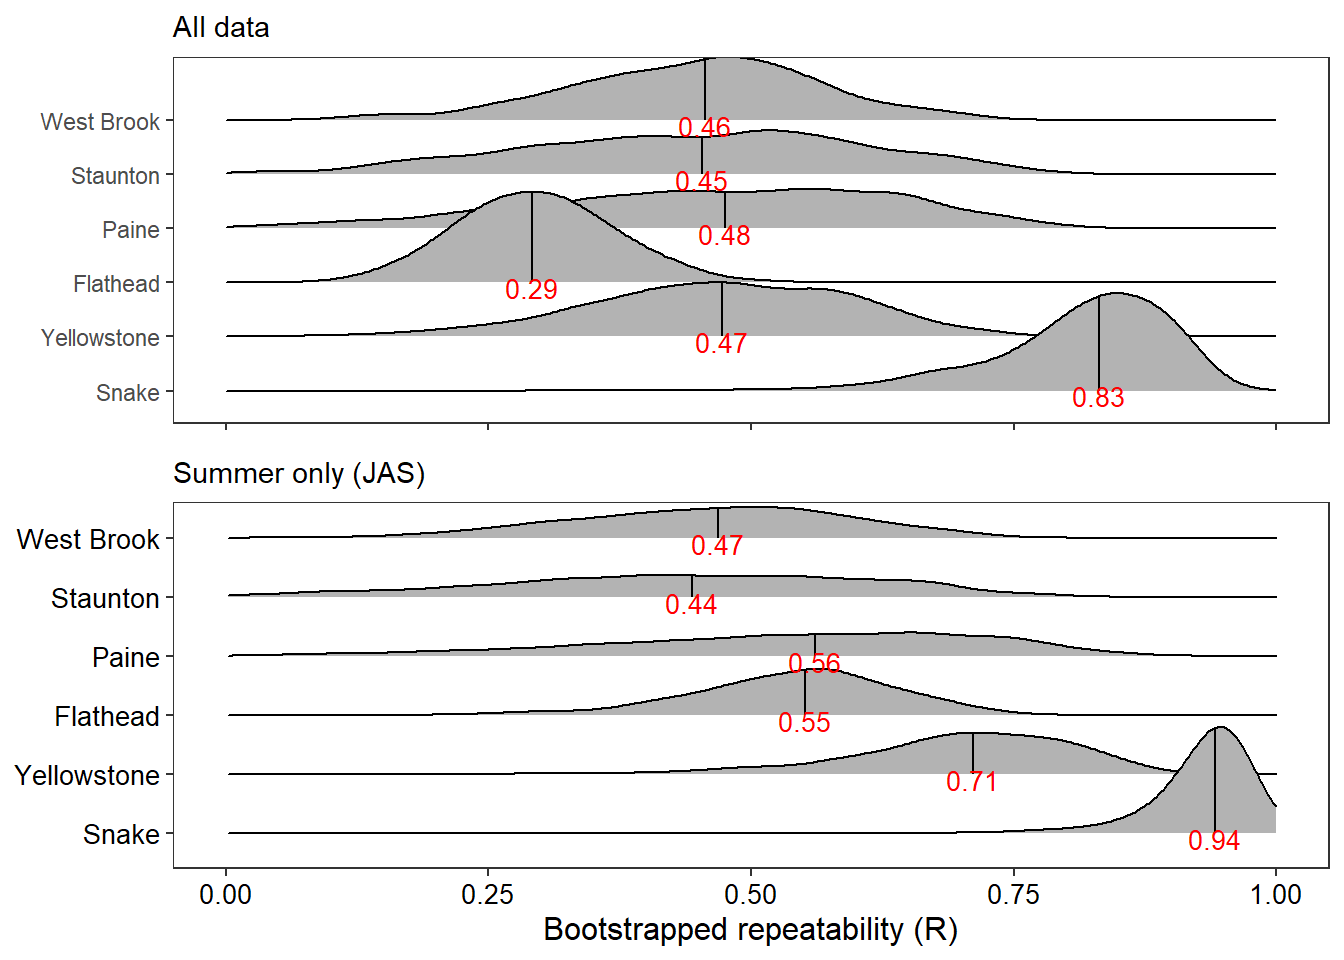 All data
West Brook
0.46
Staunton
0.45
Paine
0.48
Flathead
0.29
Yellowstone
0.47
Snake
0.83
Summer only (JAS)
West Brook
0.47
Staunton
0.44
Paine
0.56
Flathead
0.55
Yellowstone
0.71
Snake
0.94
0.00 0.25 0.50 0.75 1.00
Bootstrapped repeatability (R)